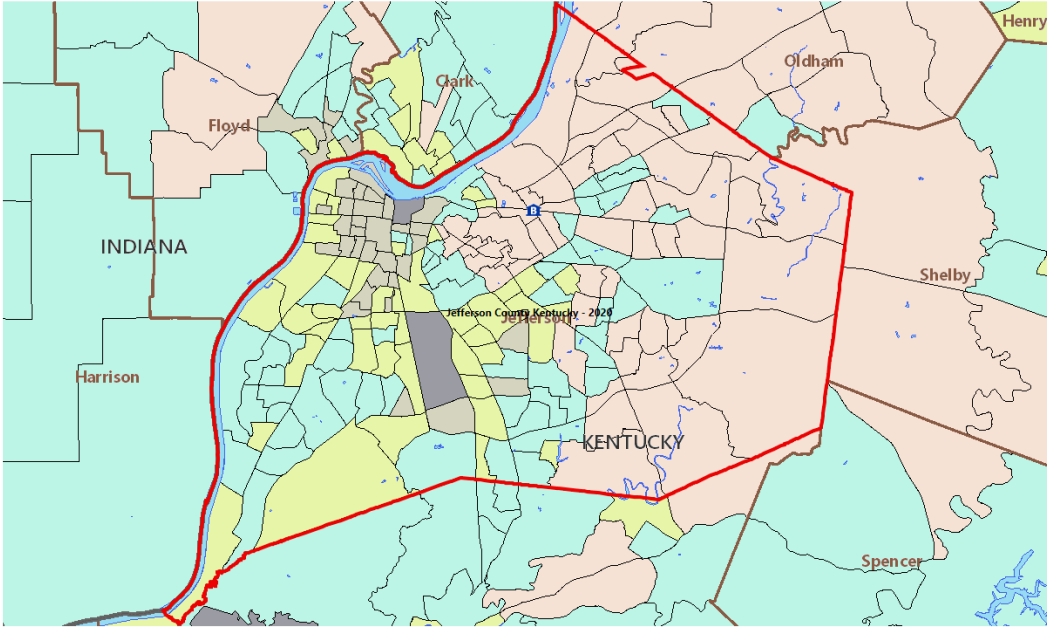 Henry
Oldham
Clark
Floyd
B
INDIANA
Shelby
Jefferson County Kentucky - 2020
Jefferson
Harrison
KENTUCKY
Spencer